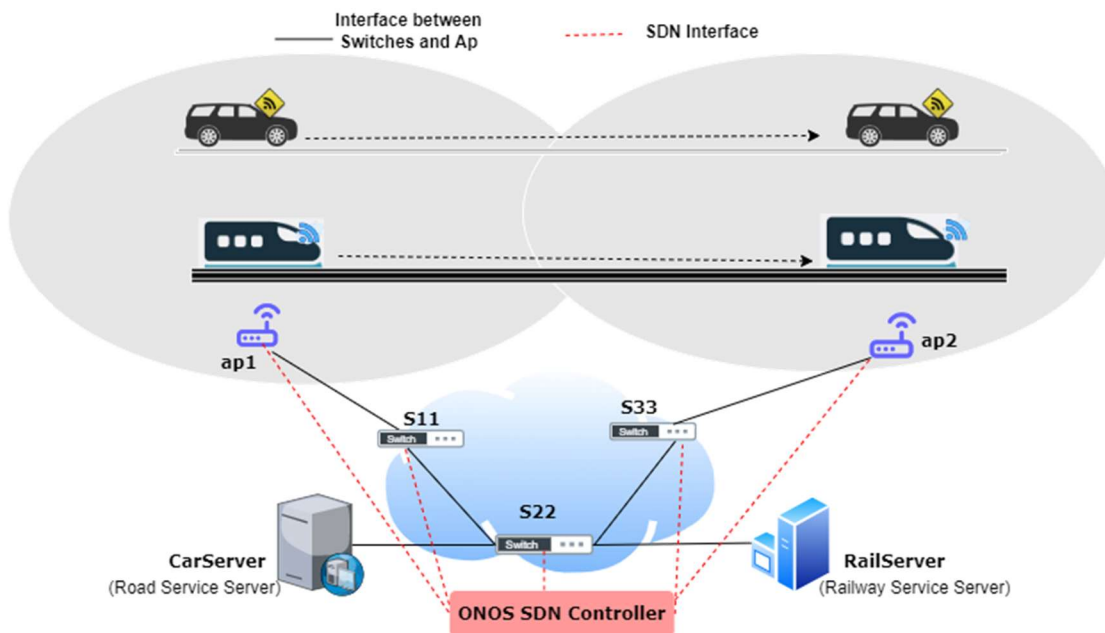 Interface between
Switches and Ap
SDN Interface
ap1
ap2
S11
S33
Switch
Switch
S22
Switch
CarServer
(Road Service Server)
RailServer
(Railway Service Server)
ONOS SDN Controller